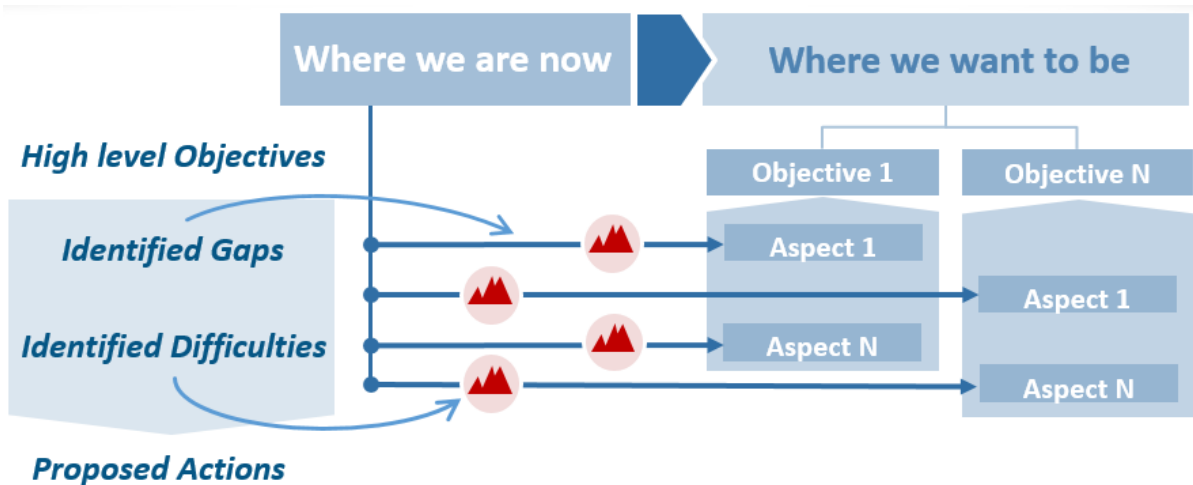 Where we are now
Where we want to be
High level Objectives
Objective 1
Objective N
Identified Gaps
Aspect 1
Aspect 1
Identified Difficulties
Aspect N
Aspect N
Proposed Actions